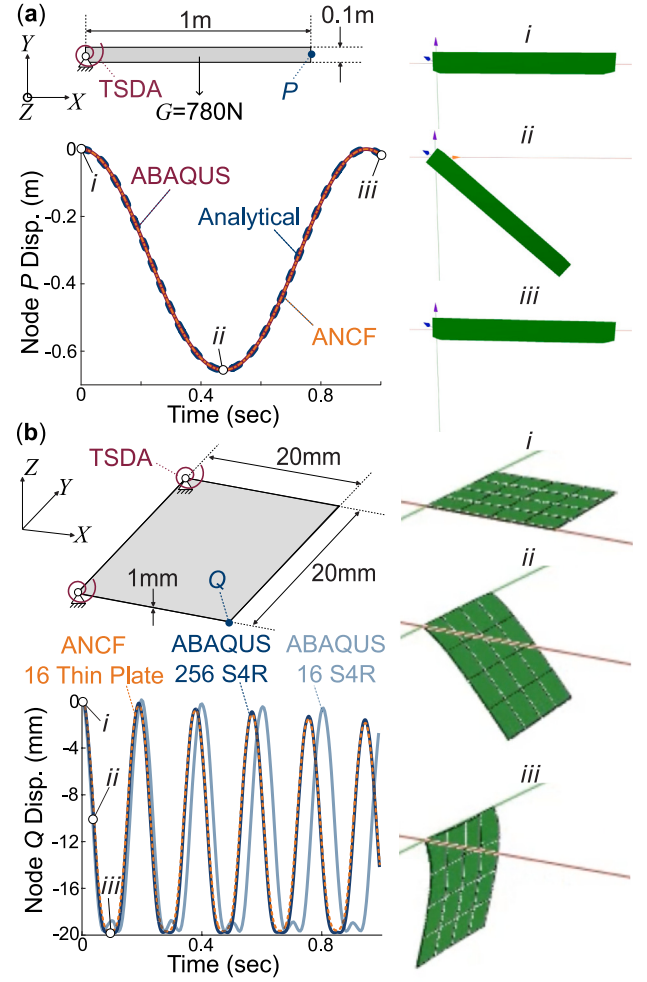 (a)
1m
0.1m
Y
Z
X
TSDA
P
G=780N
i
ii
iii
Node P Disp. (m)
0
-0.2
-0.4
-0.6
i
ABAQUS
Analytical
iii
ii
ANCF
0
0.4
0.8
Time (sec)
(b)
TSDA
20mm
Z
Y
X
1mm
Q
20mm
i
ii
iii
ANCF
16 Thin Plate
ABAQUS
256 S4R
ABAQUS
16 S4R
Node Q Disp. (mm)
0
-4
-8
-12
-16
-20
i
ii
iii
0
0.4
0.8
Time (sec)